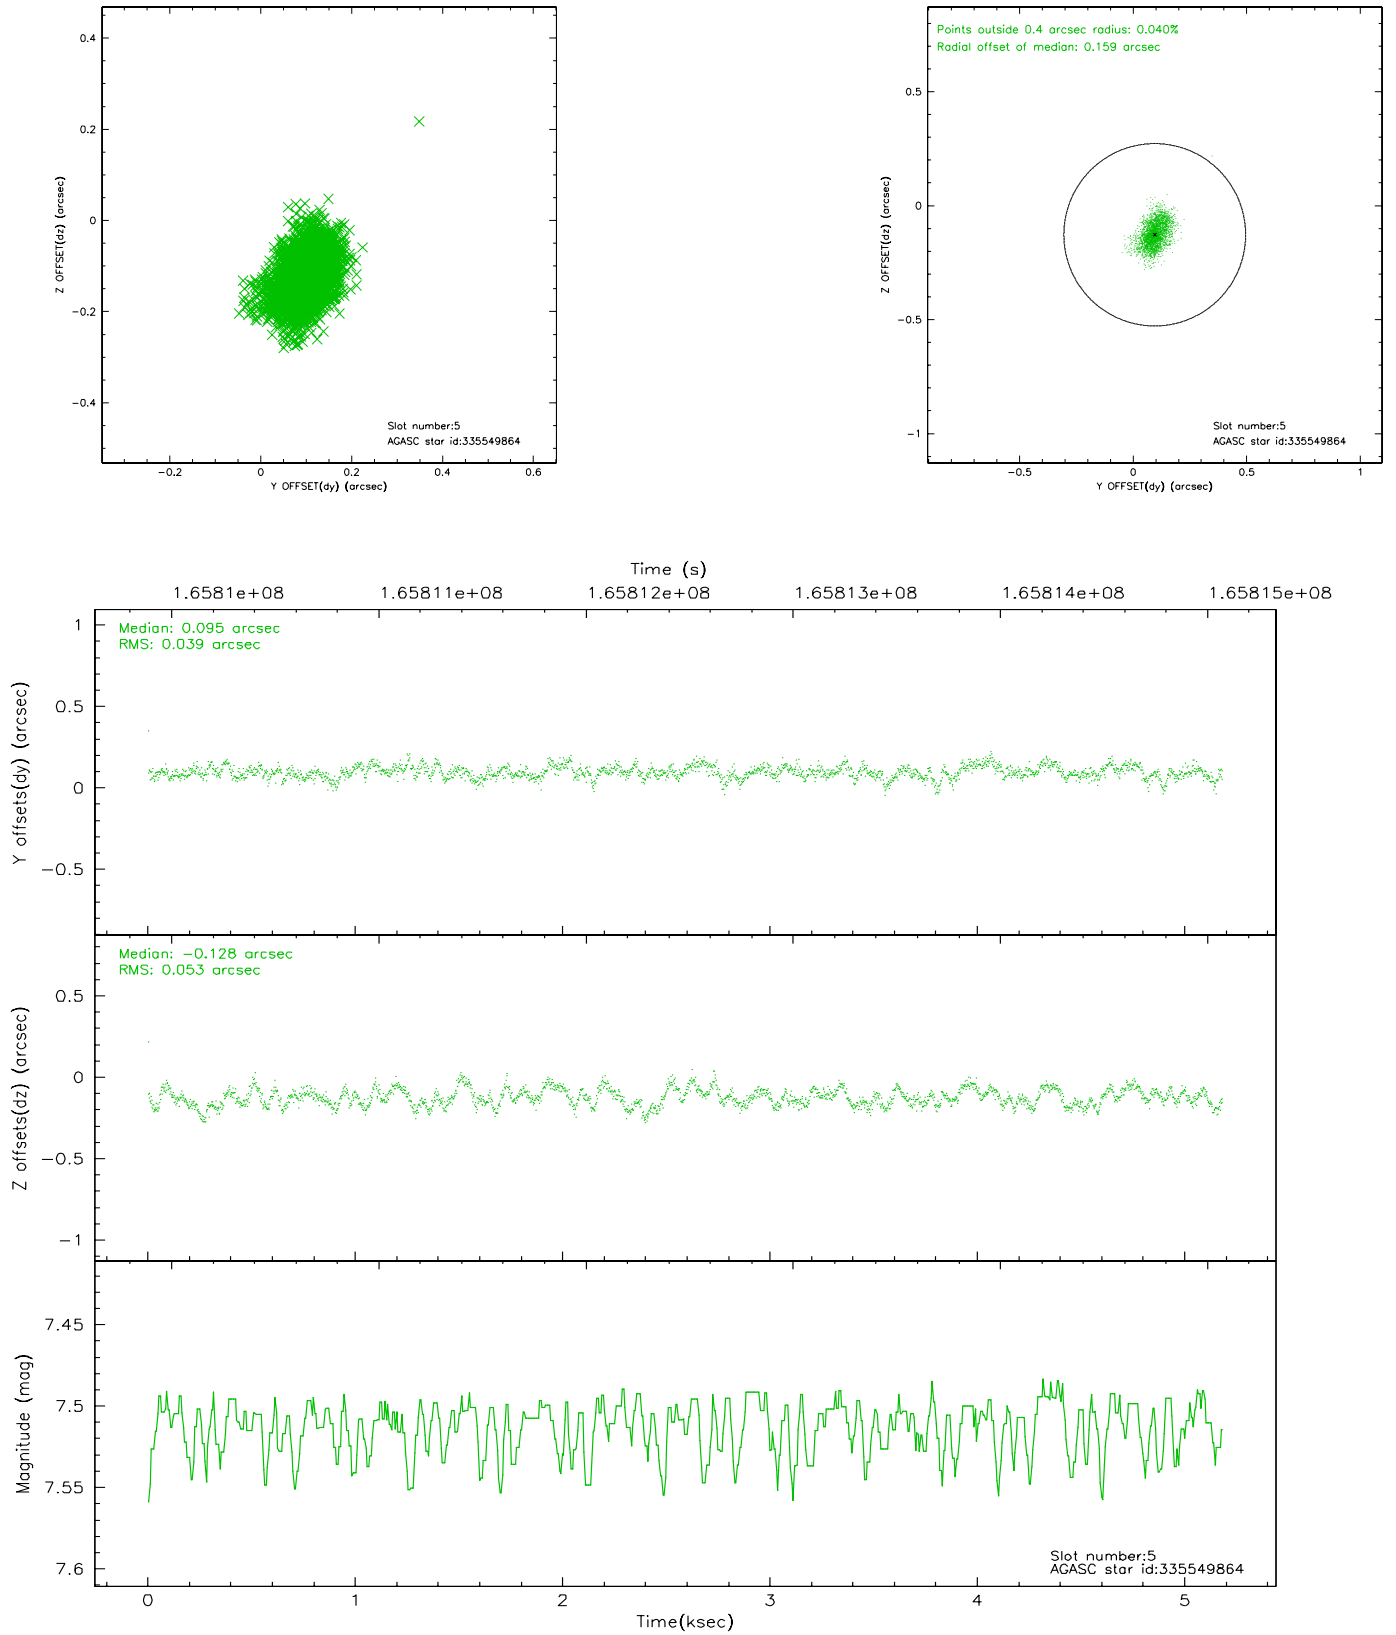 0.4
0.2
0
−0.2
−0.4
Z OFFSET(dz) (arcsec)
Slot number:5
AGASC star id:335549864
−0.2 0 0.2 0.4 0.6
Y OFFSET(dy) (arcsec)
Points outside 0.4 arcsec radius: 0.040%
Radial offset of median: 0.159 arcsec
0.5
0
−0.5
−1
Z OFFSET(dz) (arcsec)
Slot number:5
AGASC star id:335549864
−0.5 0 0.5 1
Y OFFSET(dy) (arcsec)
Time (s)
1.6581e+08 1.65811e+08 1.65812e+08 1.65813e+08 1.65814e+08 1.65815e+08
Median: 0.095 arcsec
RMS: 0.039 arcsec
1
0.5
0
−0.5
Y offsets(dy) (arcsec)
Median: −0.128 arcsec
RMS: 0.053 arcsec
0.5
0
−0.5
−1
Z offsets(dz) (arcsec)
7.45
7.5
7.55
7.6
Magnitude (mag)
Slot number:5
AGASC star id:335549864
0 1 2 3 4 5
Time(ksec)